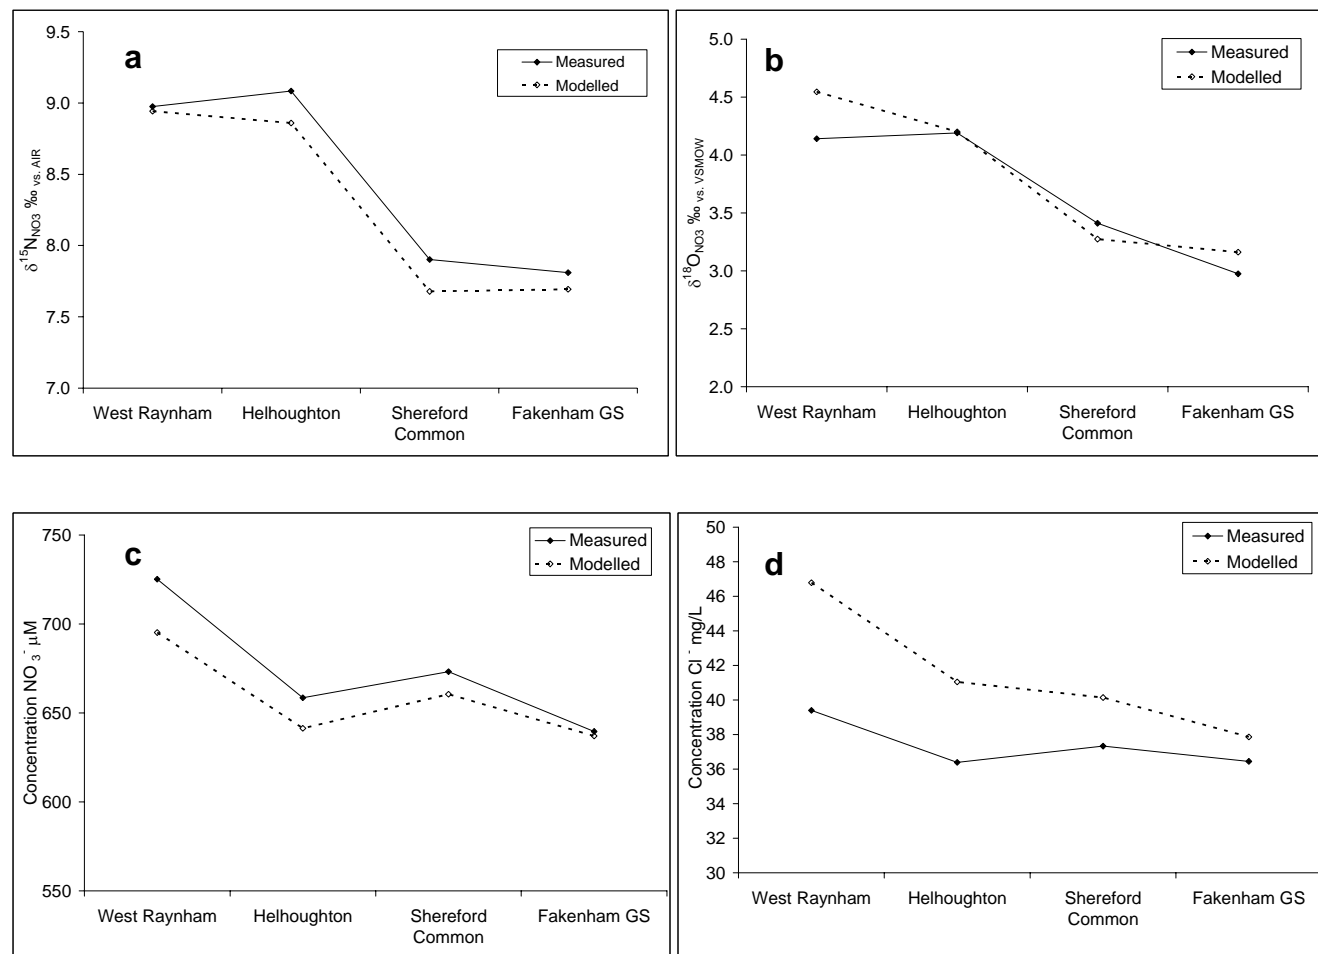 a
Measured
Modelled
δ15NNO3 ‰ vs. AIR
9.5
9.0
8.5
8.0
7.5
7.0
West Raynham
Helhoughton
Shereford
Common
Fakenham GS
b
Measured
Modelled
δ18ONO3 ‰ vs. VSMOW
5.0
4.5
4.0
3.5
3.0
2.5
2.0
West Raynham
Helhoughton
Shereford
Common
Fakenham GS
c
Measured
Modelled
Concentration NO3- μM
750
700
650
600
550
West Raynham
Helhoughton
Shereford
Common
Fakenham GS
d
Measured
Modelled
Concentration Cl- mg/L
50
48
46
44
42
40
38
36
34
32
30
West Raynham
Helhoughton
Shereford
Common
Fakenham GS